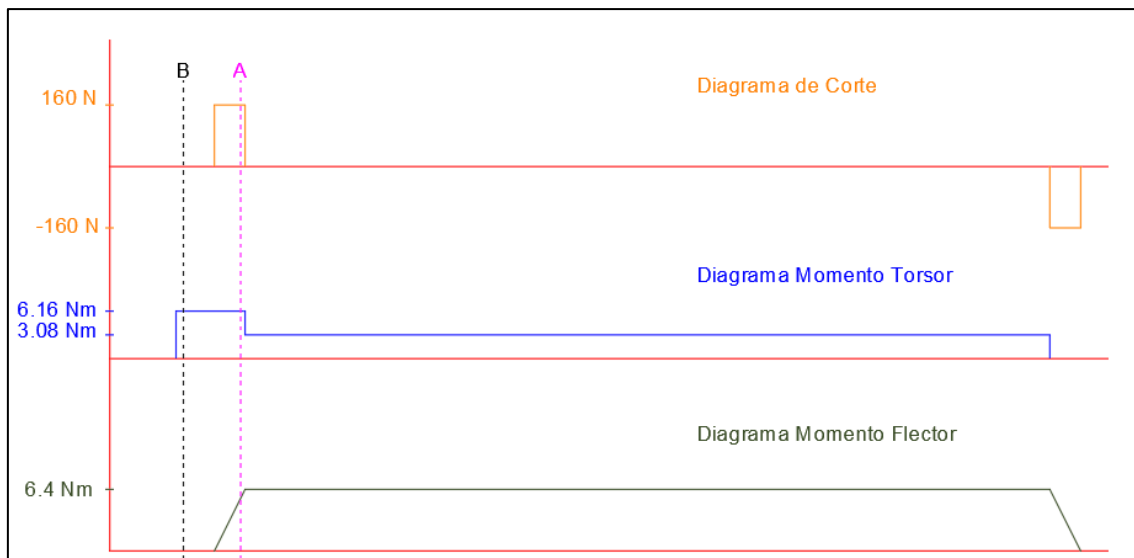 B
A
160 N
Diagrama de Corte
-160 N
Diagrama Momento Torsor
6.16 Nm
3.08 Nm
Diagrama Momento Flector
6.4 Nm